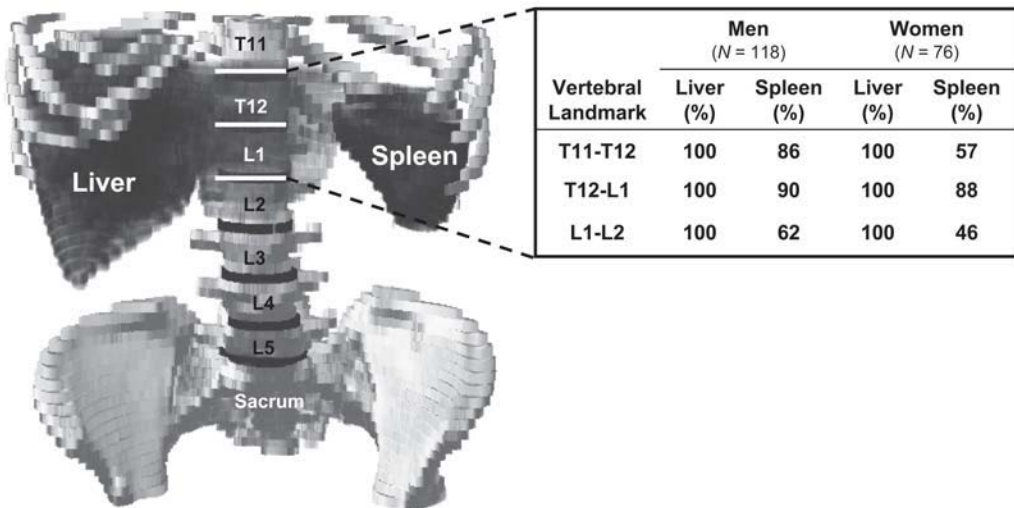 T11
T12
L1
L2
L3
L4
L5
Sacrum
Liver
Spleen
Men Women
(N = 118) (N = 76)
Vertebral Liver Spleen Liver Spleen
Landmark (%) (%) (%) (%)
T11-T12 100 86 100 57
T12-L1 100 90 100 88
L1-L2 100 62 100 46